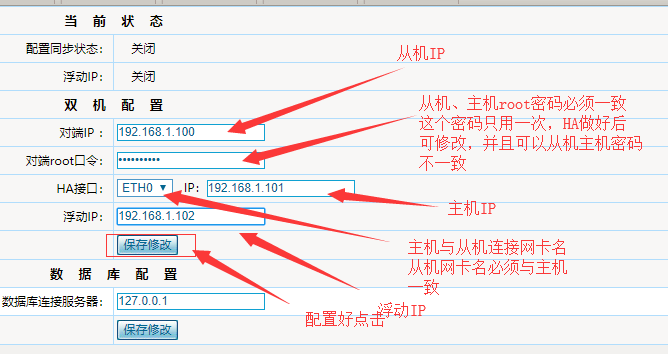 当 前 状 态
配置同步状态： 关闭
从机IP
浮动IP： 关闭
双 机 配 置
从机、主机root密码必须一致
这个密码只用一次，HA做好后
可修改，并且可以从机主机密码
不一致
对端IP ： 192.168.1.100
对端root口令： ••••••••••
HA接口： ETH0 ▼ IP： 192.168.1.101
主机IP
浮动IP： 192.168.1.102
保存修改
主机与从机连接网卡名
从机网卡名必须与主机
一致
数 据 库 配 置
数据库连接服务器： 127.0.0.1
配置好点击
浮动IP
保存修改